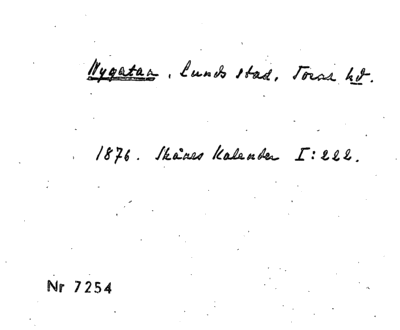 Nygatan, Lunds stad, Torna hd.
1876. Skånes Kalender I: 222.
Nr 7254